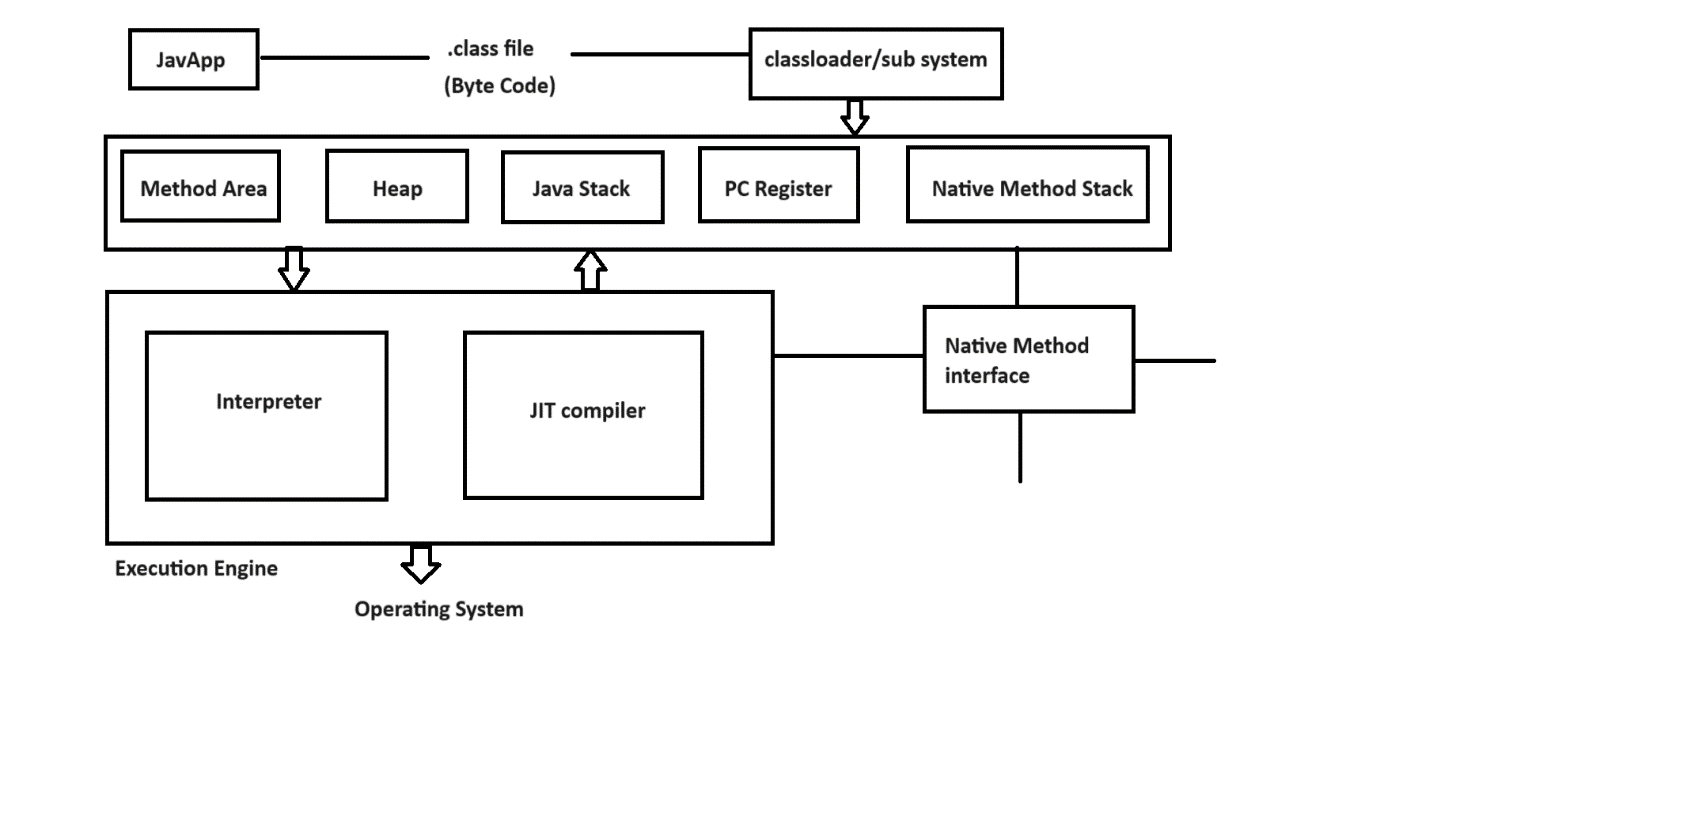 JavApp
.class file
(Byte Code)
classloader/sub system
Method Area
Heap
Java Stack
PC Register
Native Method Stack
Interpreter
JIT compiler
Native Method
interface
Execution Engine
Operating System